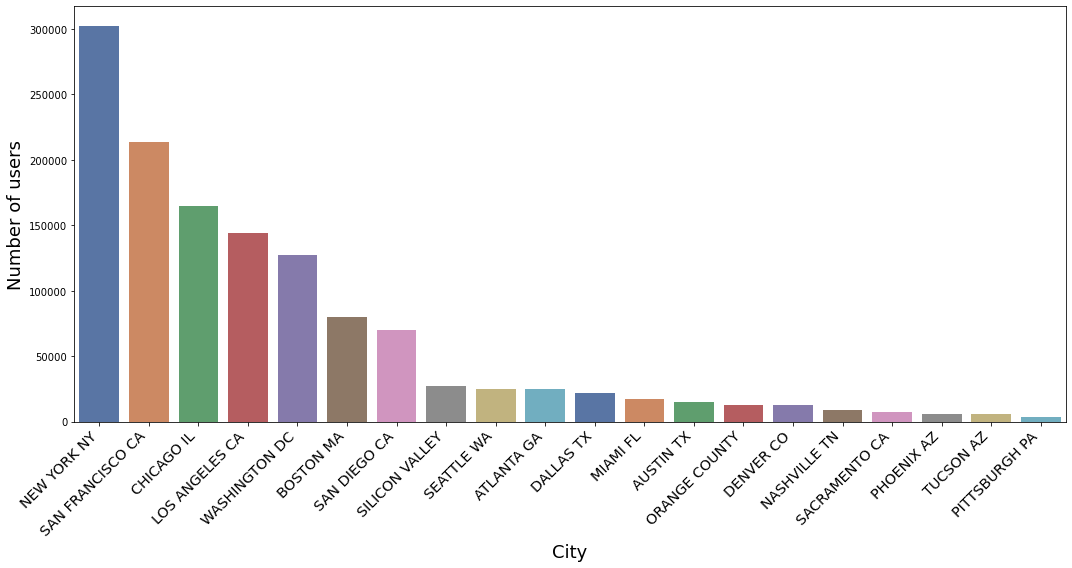 300000
250000
200000
150000
100000
50000
0
Number of users
NEW YORK NY
SAN FRANCISCO CA
CHICAGO IL
LOS ANGELES CA
WASHINGTON DC
BOSTON MA
SAN DIEGO CA
SILICON VALLEY
SEATTLE WA
ATLANTA GA
DALLAS TX
MIAMI FL
AUSTIN TX
ORANGE COUNTY
DENVER CO
NASHVILLE TN
SACRAMENTO CA
PHOENIX AZ
TUCSON AZ
PITTSBURGH PA
City